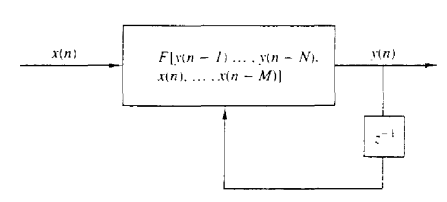 x(n)
F[y(n − 1) ... , y(n − N),
x(n), ... , x(n − M)]
y(n)
z⁻¹